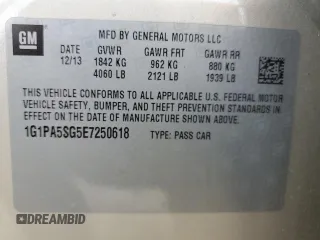 GM
MFD BY GENERAL MOTORS LLC
DATE GVWR GAWR FRT GAWR RR
12/13 1842 KG 962 KG 880 KG
4060 LB 2121 LB 1939 LB
THIS VEHICLE CONFORMS TO ALL APPLICABLE U.S. FEDERAL MOTOR
VEHICLE SAFETY, BUMPER, AND THEFT PREVENTION STANDARDS IN
EFFECT ON THE DATE OF MANUFACTURE SHOWN ABOVE.
1G1PA5SG5E7250618 TYPE: PASS CAR
DREAMBID